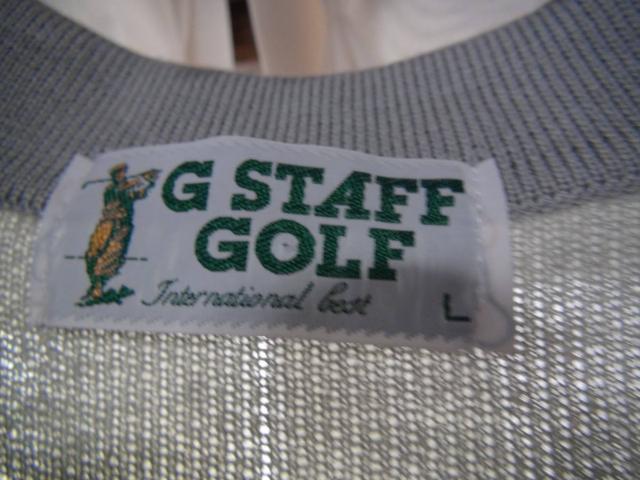 G STAFF
GOLF
International best
L